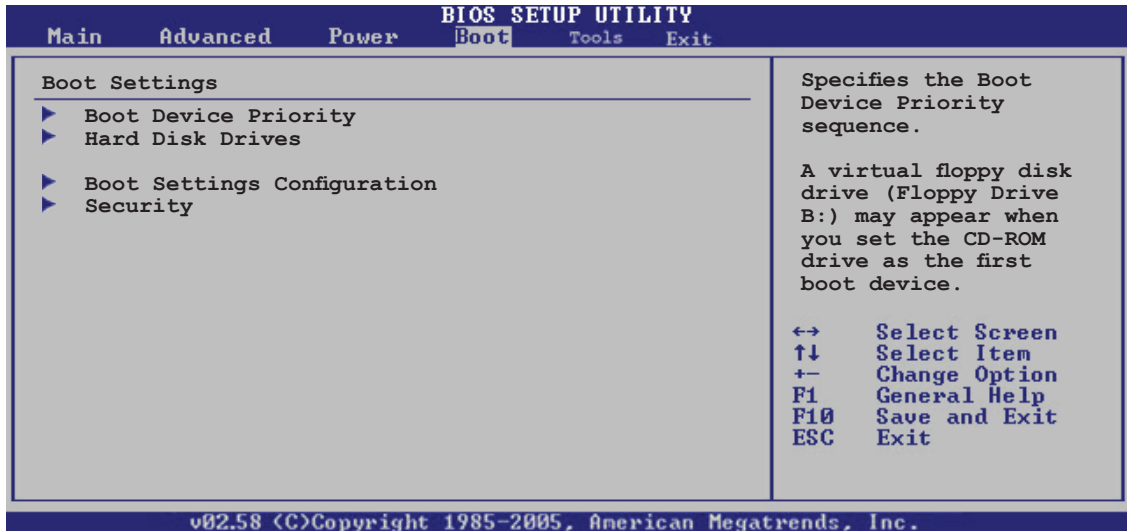 BIOS SETUP UTILITY
Main Advanced Power Boot Tools Exit
Boot Settings
Boot Device Priority
Hard Disk Drives
Boot Settings Configuration
Security
Specifies the Boot
Device Priority
sequence.
A virtual floppy disk
drive (Floppy Drive
B:) may appear when
you set the CD-ROM
drive as the first
boot device.
←→ Select Screen
↑↓ Select Item
+- Change Option
F1 General Help
F10 Save and Exit
ESC Exit
v02.58 (C)Copyright 1985-2005, American Megatrends, Inc.